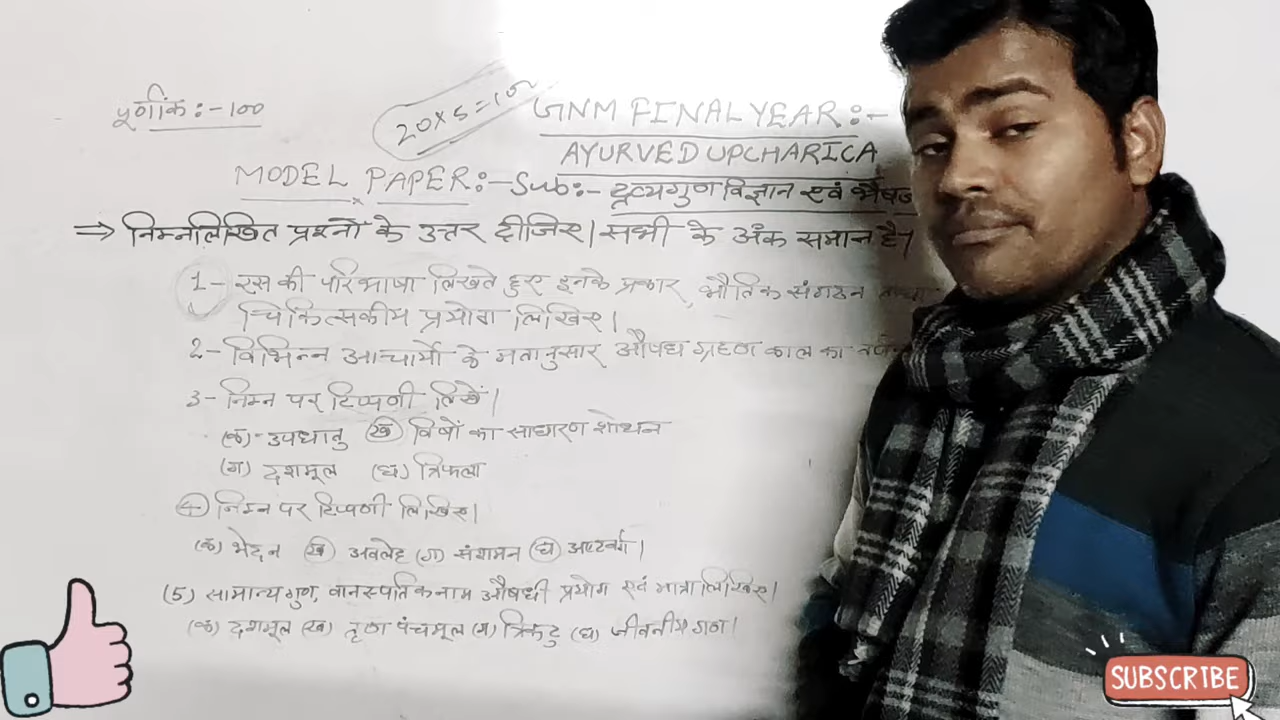 पूर्णांक:-100
20x5=100
GNM FINAL YEAR:-
AYURVED UPCHARICA
MODEL PAPER:- Sub:- द्रव्यगुण विज्ञान एवं
⇒ निम्नलिखित प्रश्नों के उत्तर दीजिए। सभी के अंक समान है।
1- रस की परिभाषा लिखते हुए इनके प्रकार, भौतिक संगठन तथा
चिकित्सकीय प्रयोग लिखिए।
2- विभिन्न आचार्यों के मतानुसार औषध ग्रहण काल का
3- निम्न पर टिप्पणी लिखें।
(क)- उपधातु (ख) विषों का साधारण शोधन
(ग) दशमूल (घ) त्रिफला
4- निम्न पर टिप्पणी लिखिए।
(क) भेदन (ख) अवलेह (ग) संशमन (घ) अष्टवर्ग।
(5) सामान्य गुण, वानस्पतिक नाम औषधी प्रयोग एवं मात्रा लिखिए।
(क) दशमूल (ख) तृण पंचमूल (ग) त्रिकटु (घ) जीवनीय गण।
SUBSCRIBE